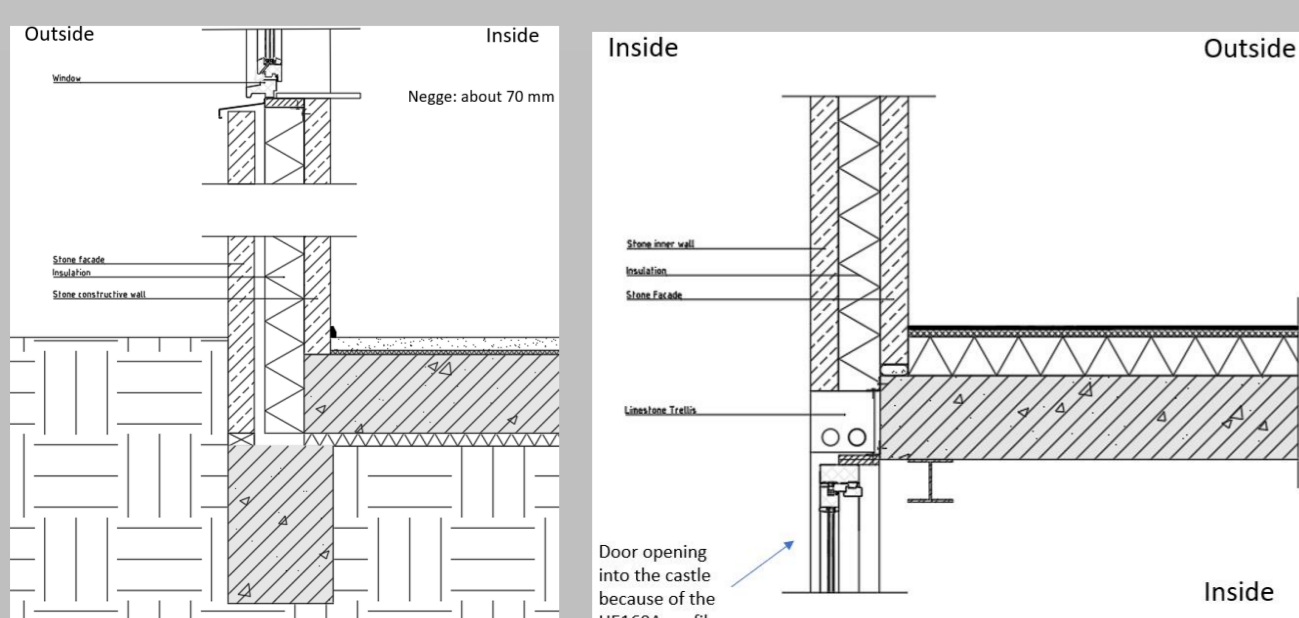 Outside
Inside
Window
Negge: about 70 mm
Stone facade
Insulation
Stone constructive wall
Inside
Outside
Stone inner wall
Insulation
Stone Facade
Limestone Trellis
Door opening
into the castle
because of the
Inside